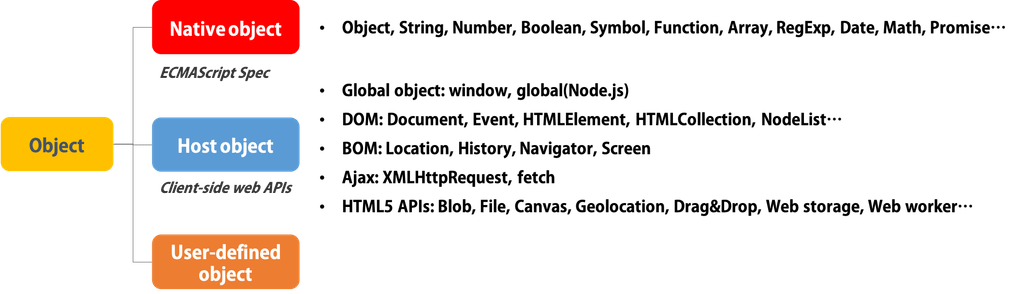 Native object
• Object, String, Number, Boolean, Symbol, Function, Array, RegExp, Date, Math, Promise…
ECMAScript Spec
• Global object: window, global(Node.js)
• DOM: Document, Event, HTMLElement, HTMLCollection, NodeList…
Object
Host object
• BOM: Location, History, Navigator, Screen
• Ajax: XMLHttpRequest, fetch
Client-side web APIs
• HTML5 APIs: Blob, File, Canvas, Geolocation, Drag&Drop, Web storage, Web worker…
User-defined
object